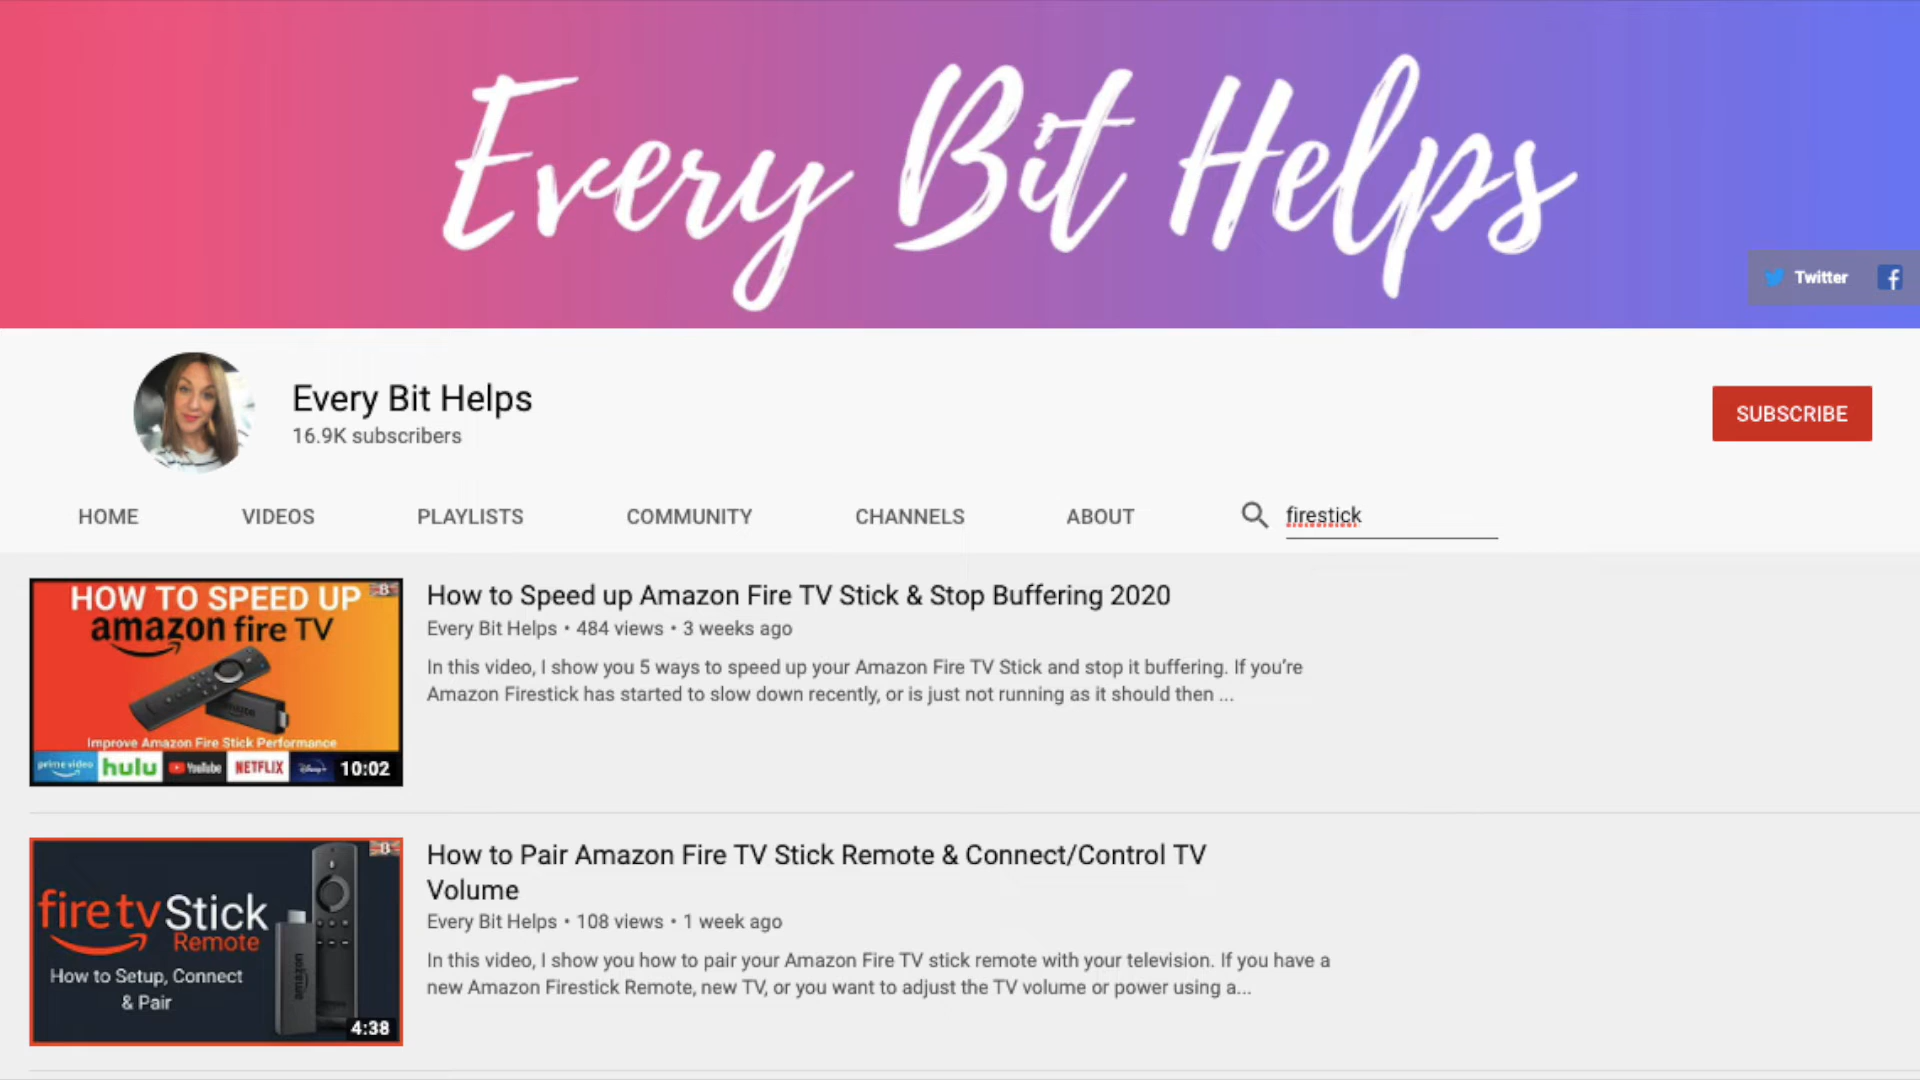 Every Bit Helps
Twitter
Every Bit Helps
16.9K subscribers
SUBSCRIBE
HOME VIDEOS PLAYLISTS COMMUNITY CHANNELS ABOUT firestick
HOW TO SPEED UP
amazon fire TV
Improve Amazon Fire Stick Performance
prime video hulu YouTube NETFLIX Disney+ 10:02
How to Speed up Amazon Fire TV Stick & Stop Buffering 2020
Every Bit Helps • 484 views • 3 weeks ago
In this video, I show you 5 ways to speed up your Amazon Fire TV Stick and stop it buffering. If you’re
Amazon Firestick has started to slow down recently, or is just not running as it should then ...
fire tv Stick
Remote
How to Setup, Connect
& Pair
amazon
4:38
How to Pair Amazon Fire TV Stick Remote & Connect/Control TV
Volume
Every Bit Helps • 108 views • 1 week ago
In this video, I show you how to pair your Amazon Fire TV stick remote with your television. If you have a
new Amazon Firestick Remote, new TV, or you want to adjust the TV volume or power using a...